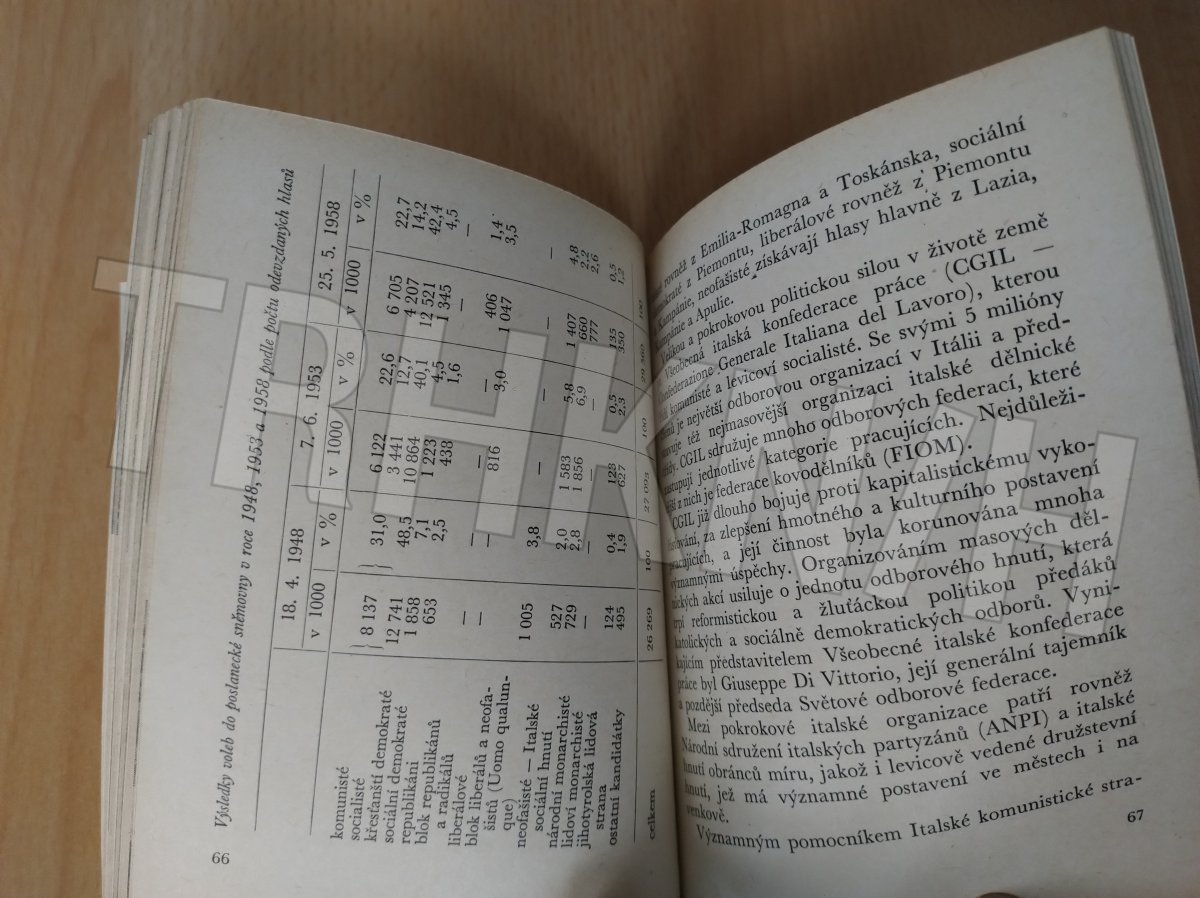 Výsledky voleb do poslanecké sněmovny v roce 1948, 1953 a 1958 podle počtu odevzdaných hlasů
18. 4. 1948 7. 6. 1953 25. 5. 1958
v 1000 v % v 1000 v % v 1000 v %
komunisté } 8 137 } 31,0 6 122 22,6 6 705 22,7
socialisté 3 441 12,7 4 207 14,2
křesťanští demokraté 12 741 48,5 10 864 40,1 12 521 42,4
sociální demokraté 1 858 7,1 1 223 4,5 1 345 4,5
republikáni 653 2,5 438 1,6 — —
blok republikánů
a radikálů — — — — 406 1,4
liberálové — — 816 3,0 1 047 3,5
blok liberálů a neofa-
šistů (Uomo qualun-
que) 1 005 3,8 — — — —
neofašisté — Italské
sociální hnutí 527 2,0 1 583 5,8 1 407 4,8
národní monarchisté 729 2,8 1 856 6,9 660 2,2
lidoví monarchisté — — — — 777 2,6
jihotyrolská lidová
strana 124 0,4 123 0,5 135 0,5
ostatní kandidátky 495 1,9 627 2,3 350 1,2
celkem 26 269 100 27 093 100 29 560 100
66
rovněž z Emilia-Romagna a Toskánska, sociální
z Piemontu, liberálové rovněž z Piemontu
Kampánie, neofašisté získávají hlasy hlavně z Lazia,
a Apulie.
Velkou a pokrokovou politickou silou v životě země
Všeobecná italská konfederace práce (CGIL —
Confederazione Generale Italiana del Lavoro), kterou
komunisté a levicoví socialisté. Se svými 5 milióny
je největší odborovou organizací v Itálii a před-
též nejmasovější organizaci italské dělnické
CGIL sdružuje mnoho odborových federací, které
jednotlivé kategorie pracujících. Nejdůleži-
z nich je federace kovodělníků (FIOM).
CGIL již dlouho bojuje proti kapitalistickému vyko-
za zlepšení hmotného a kulturního postavení
pracujících, a její činnost byla korunována mnoha
významnými úspěchy. Organizováním masových děl-
nických akcí usiluje o jednotu odborového hnutí, která
trpí reformistickou a žluťáckou politikou předáků
katolických a sociálně demokratických odborů. Vyni-
kajícím představitelem Všeobecné italské konfederace
práce byl Giuseppe Di Vittorio, její generální tajemník
a pozdější předseda Světové odborové federace.
Mezi pokrokové italské organizace patří rovněž
Národní sdružení italských partyzánů (ANPI) a italské
hnutí obránců míru, jakož i levicově vedené družstevní
hnutí, jež má významné postavení ve městech i na
venkově.
Významným pomocníkem Italské komunistické stra-
67
TRHKNIH